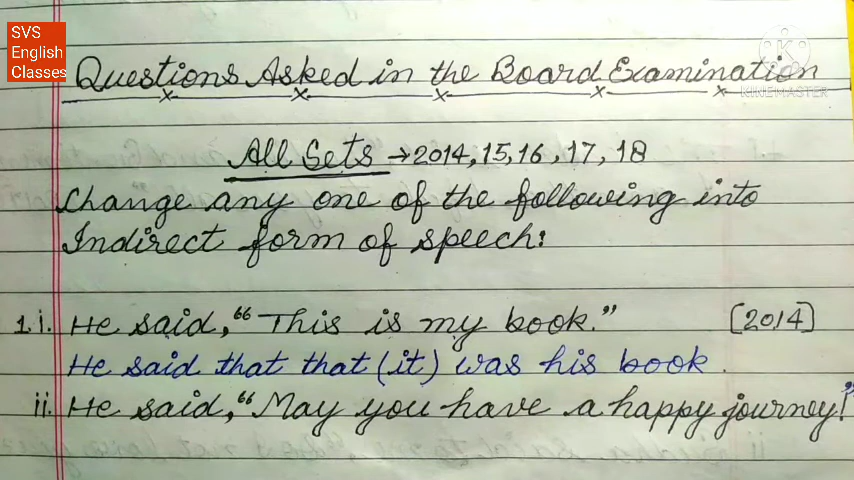 SVS
English
Classes
Questions Asked in the Board Examination
KINEMASTER
All Sets → 2014, 15, 16, 17, 18
Change any one of the following into
Indirect form of speech:
1. i. He said, “This is my book.” [2014]
He said that that (it) was his book.
ii. He said, “May you have a happy journey!”